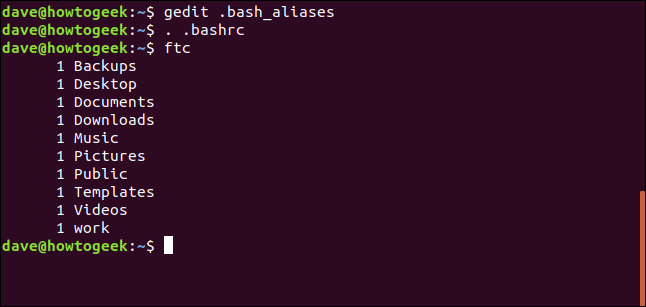 dave@howtogeek:~$ gedit .bash_aliases
dave@howtogeek:~$ . .bashrc
dave@howtogeek:~$ ftc
      1 Backups
      1 Desktop
      1 Documents
      1 Downloads
      1 Music
      1 Pictures
      1 Public
      1 Templates
      1 Videos
      1 work
dave@howtogeek:~$